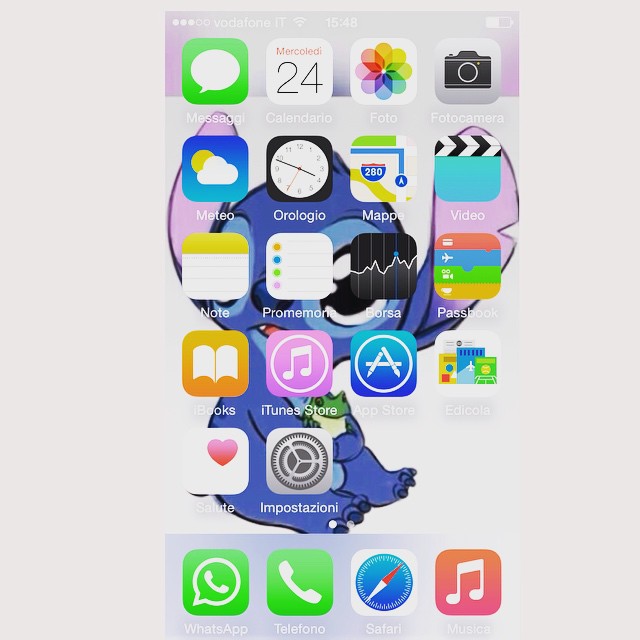 vodafone IT 15:48
Mercoledì
24
Messaggi Calendario Foto Fotocamera
280
Meteo Orologio Mappe Video
Note Promemoria Borsa Passbook
iBooks iTunes Store App Store Edicola
Salute Impostazioni
WhatsApp Telefono Safari Musica